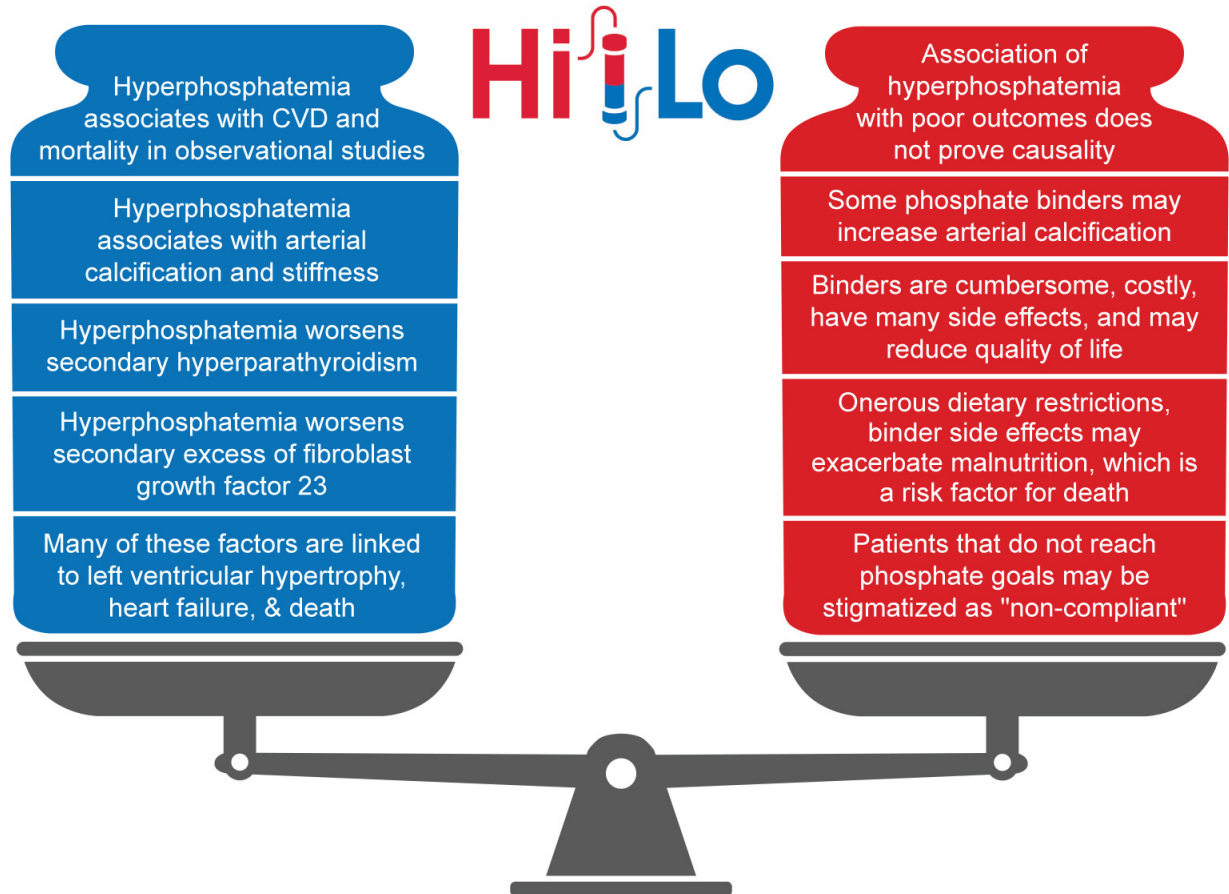 Hi Lo
Hyperphosphatemia
associates with CVD and
mortality in observational studies
Hyperphosphatemia
associates with arterial
calcification and stiffness
Hyperphosphatemia worsens
secondary hyperparathyroidism
Hyperphosphatemia worsens
secondary excess of fibroblast
growth factor 23
Many of these factors are linked
to left ventricular hypertrophy,
heart failure, & death
Association of
hyperphosphatemia
with poor outcomes does
not prove causality
Some phosphate binders may
increase arterial calcification
Binders are cumbersome, costly,
have many side effects, and may
reduce quality of life
Onerous dietary restrictions,
binder side effects may
exacerbate malnutrition, which is
a risk factor for death
Patients that do not reach
phosphate goals may be
stigmatized as "non-compliant"